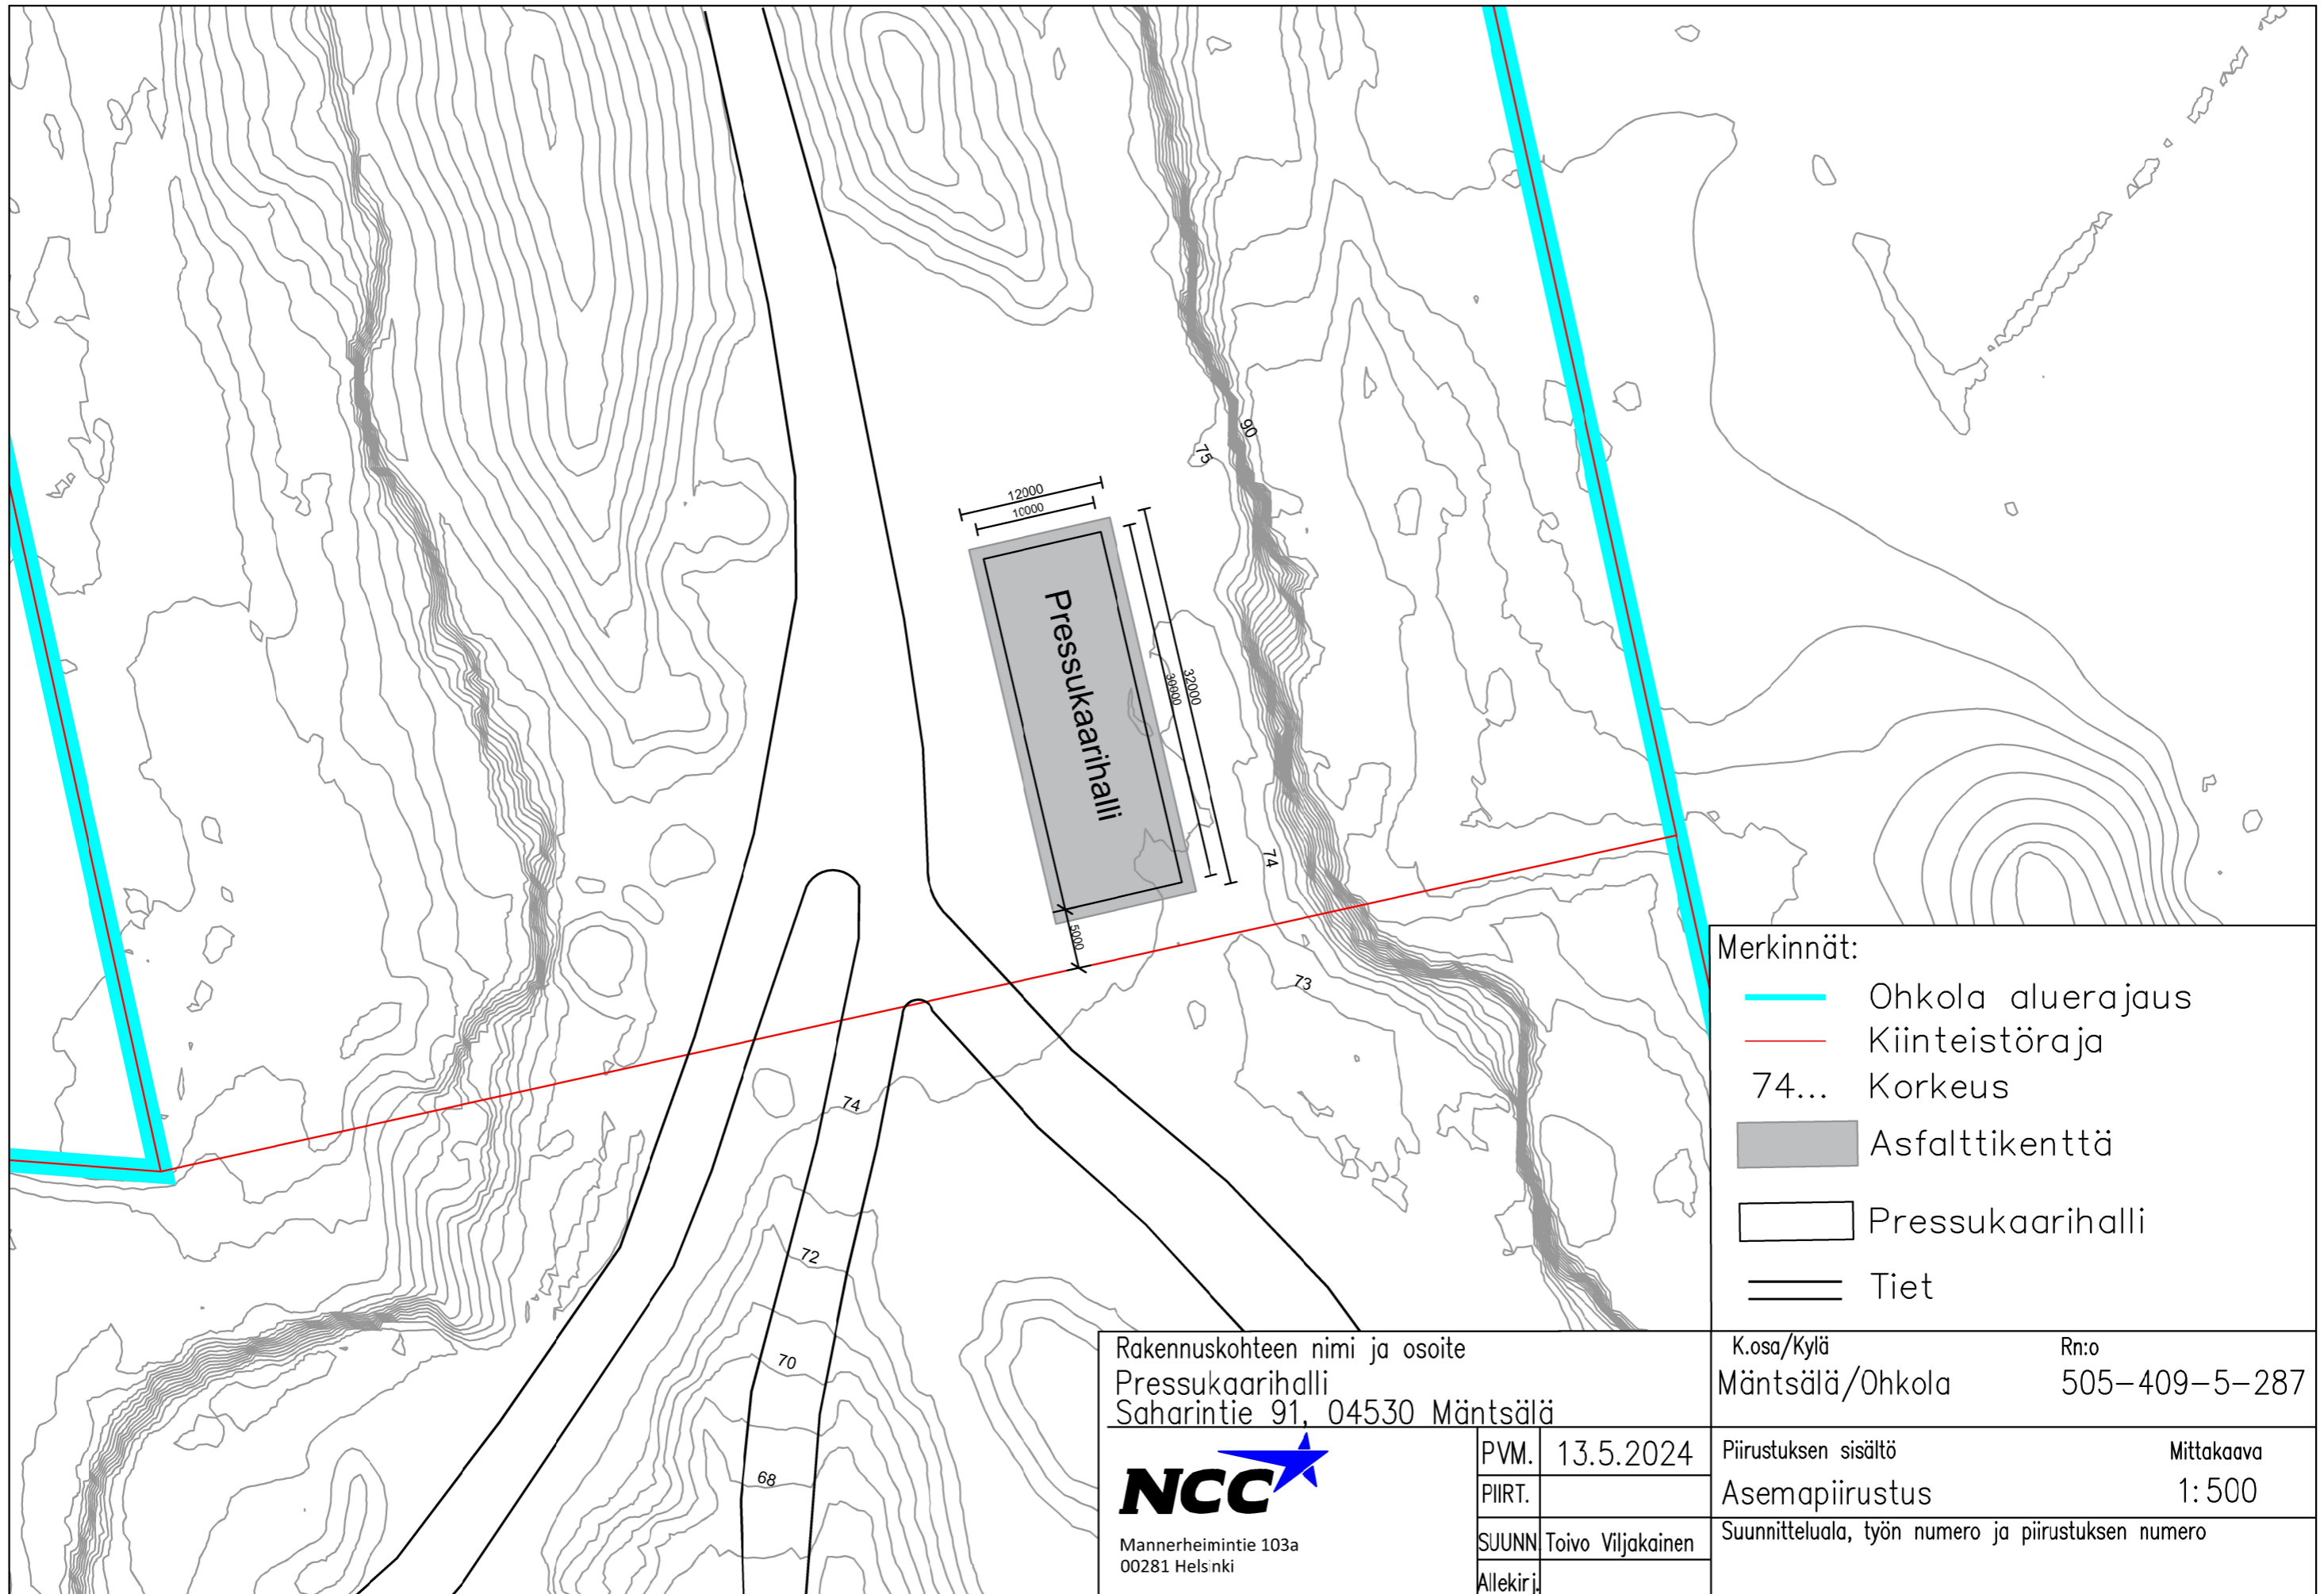 90
75
12000
10000
Pressukaarihalli
32000
30000
74
5000
73
74
72
70
68
Merkinnät:
Ohkola aluerajaus
Kiinteistöraja
74... Korkeus
Asfalttikenttä
Pressukaarihalli
Tiet
Rakennuskohteen nimi ja osoite
Pressukaarihalli
Saharintie 91, 04530 Mäntsälä
K.osa/Kylä Rn:o
Mäntsälä/Ohkola 505-409-5-287
NCC
Mannerheimintie 103a
00281 Helsinki
PVM. 13.5.2024
PIIRT.
SUUNN. Toivo Viljakainen
Allekirj.
Piirustuksen sisältö Mittakaava
Asemapiirustus 1:500
Suunnitteluala, työn numero ja piirustuksen numero